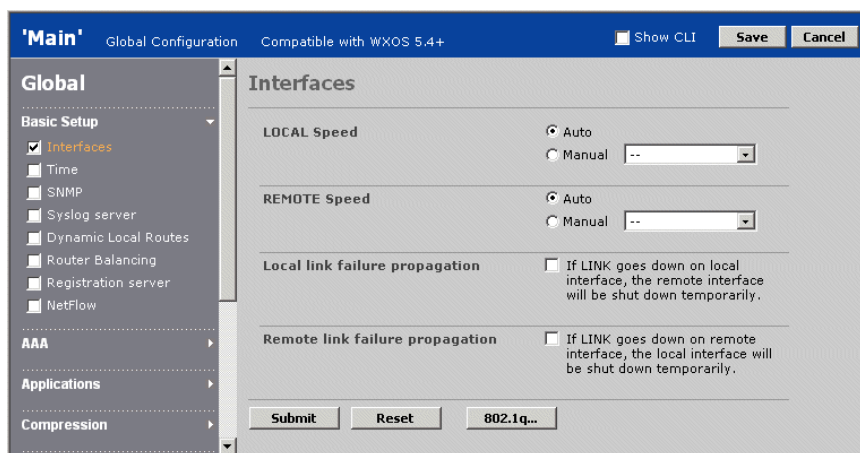 'Main' Global Configuration Compatible with WXOS 5.4+ Show CLI Save Cancel
Global
Basic Setup
Interfaces
Time
SNMP
Syslog server
Dynamic Local Routes
Router Balancing
Registration server
NetFlow
AAA
Applications
Compression
Interfaces
LOCAL Speed
Auto
Manual --
REMOTE Speed
Auto
Manual --
Local link failure propagation
If LINK goes down on local
interface, the remote interface
will be shut down temporarily.
Remote link failure propagation
If LINK goes down on remote
interface, the local interface will
be shut down temporarily.
Submit Reset 802.1q...